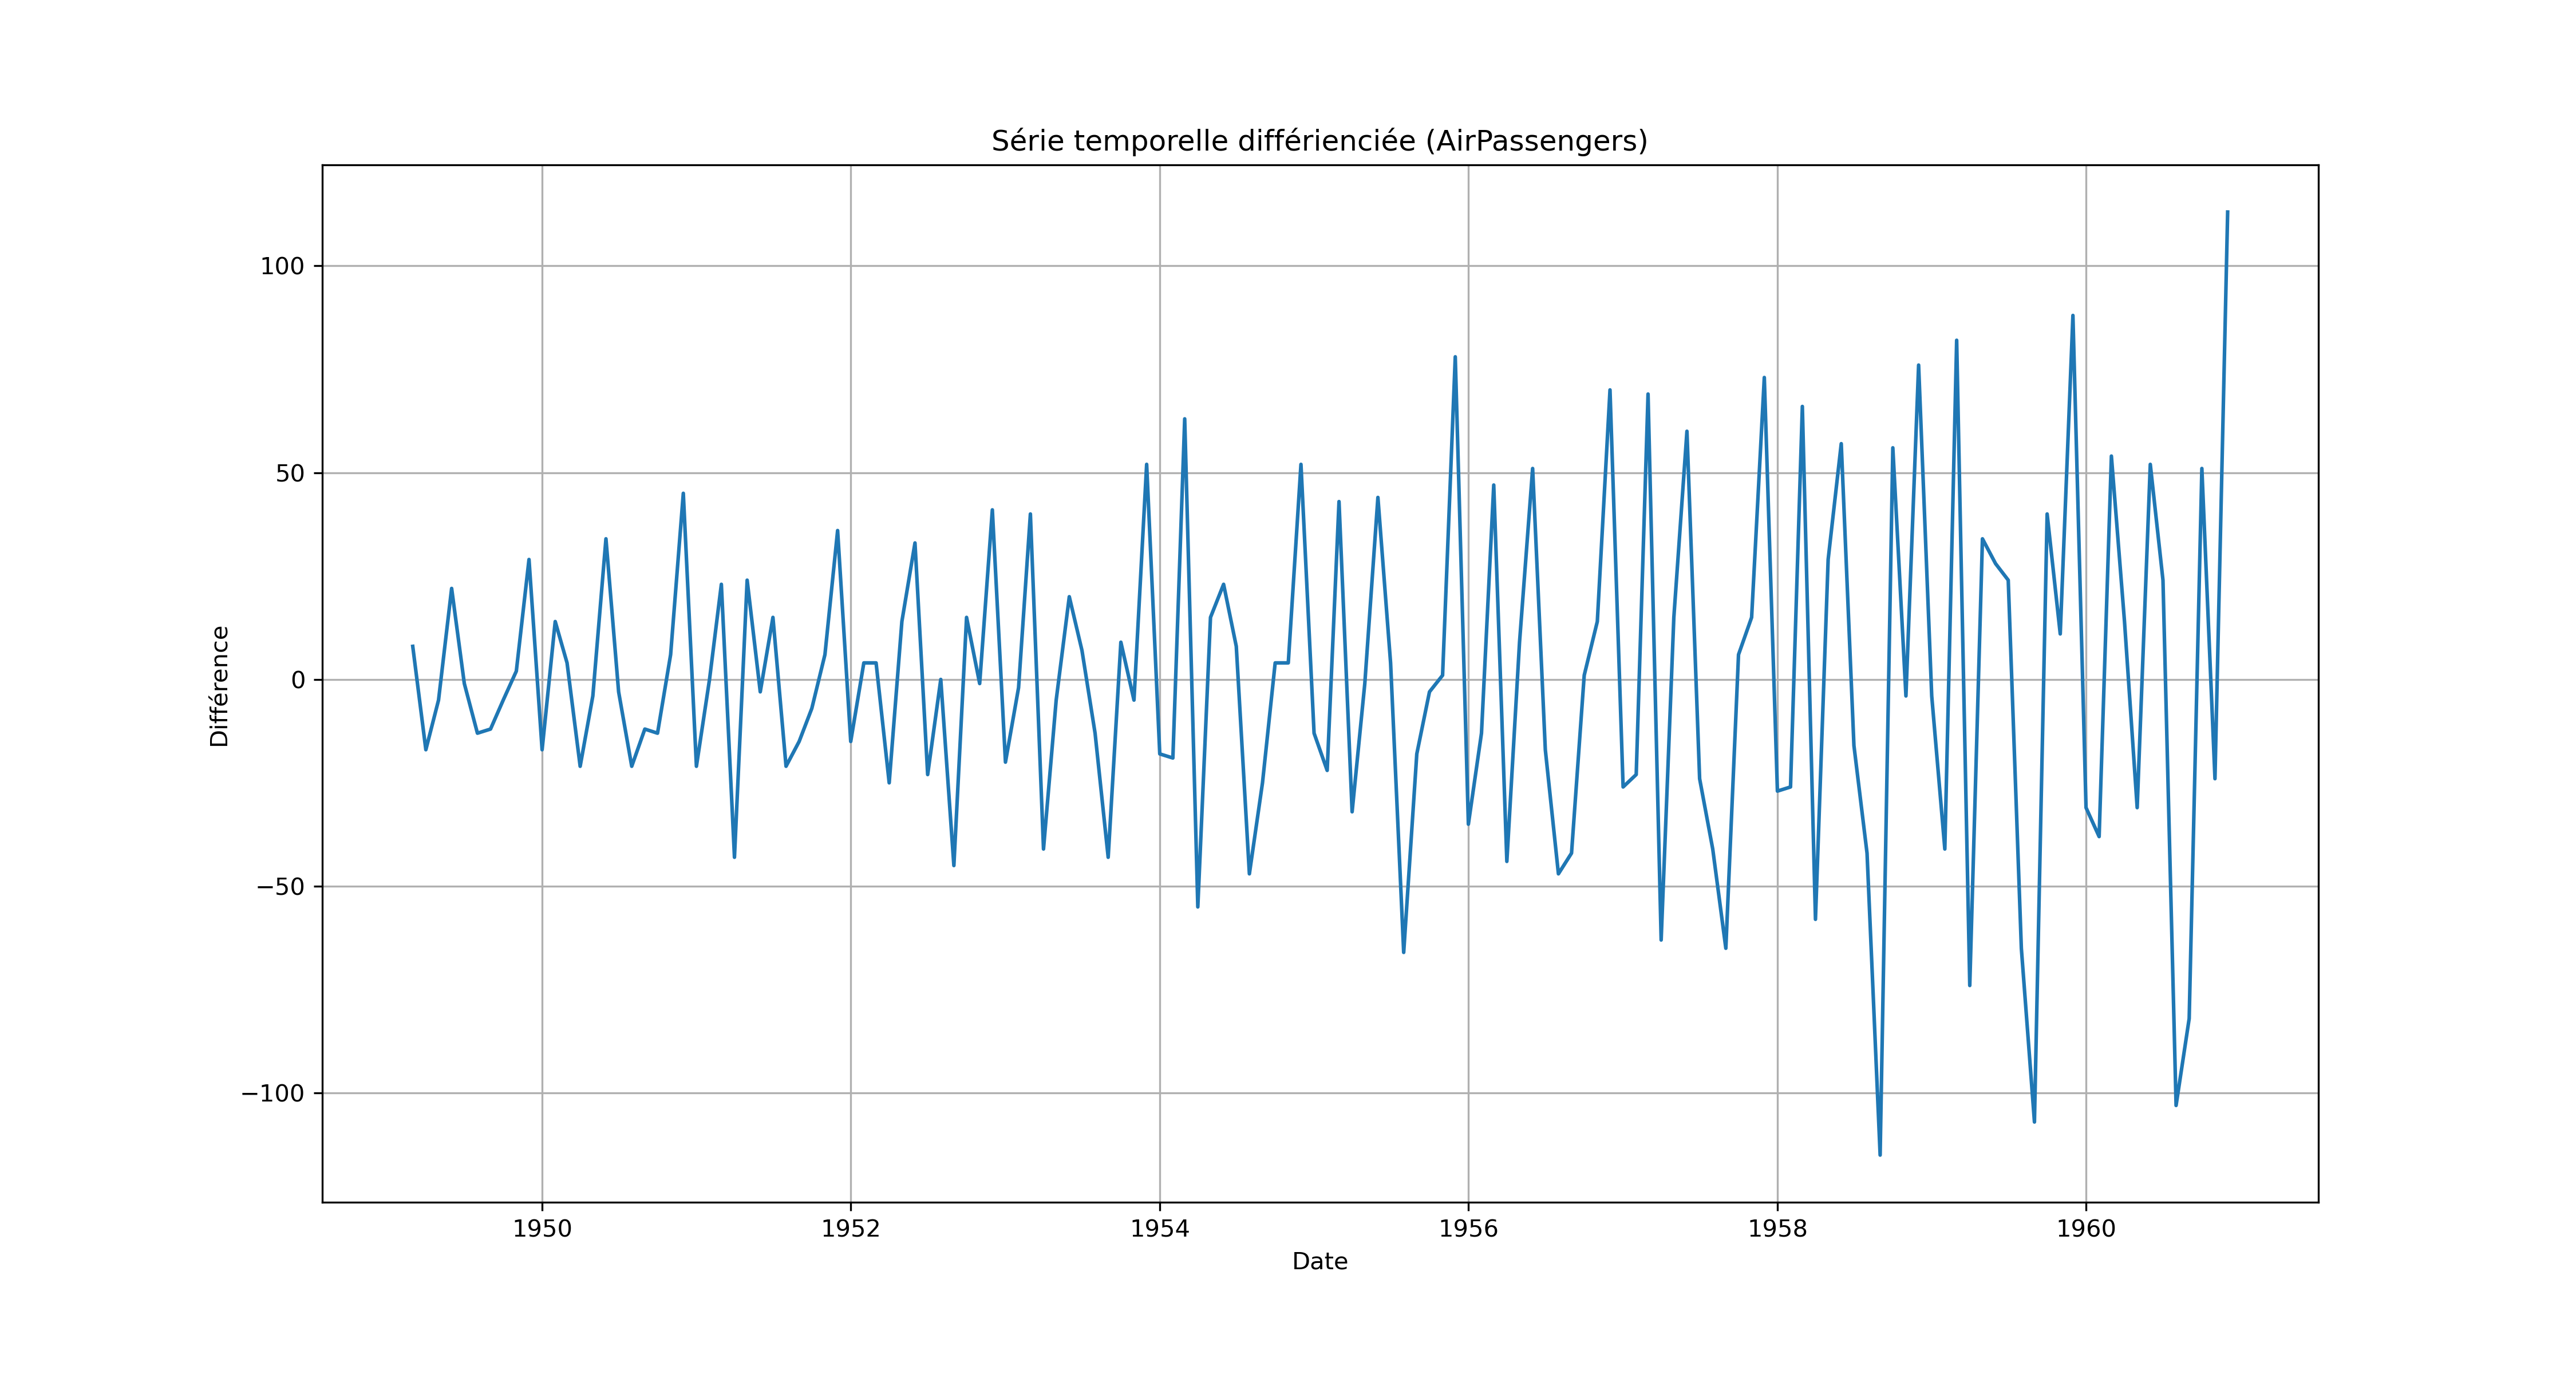 Série temporelle différienciée (AirPassengers)
Différence
100
50
0
−50
−100
1950 1952 1954 1956 1958 1960
Date